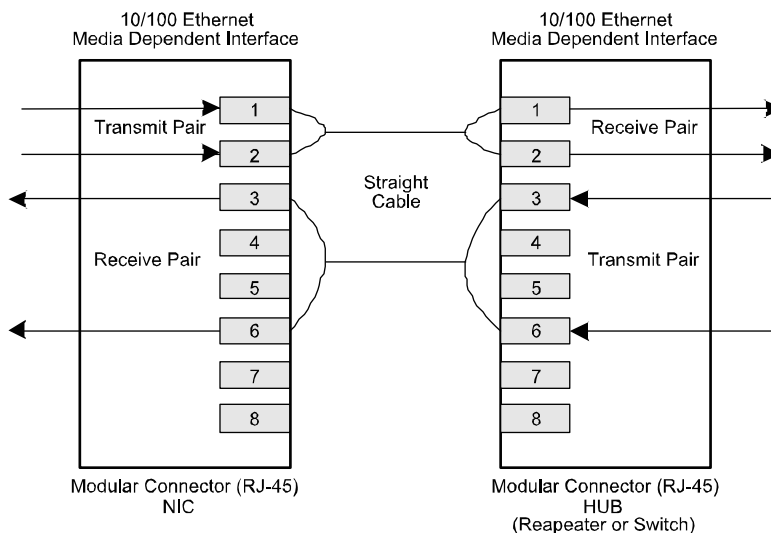 10/100 Ethernet
Media Dependent Interface
1
Transmit Pair
2
3
4
Receive Pair
5
6
7
8
Modular Connector (RJ-45)
NIC
Straight
Cable
10/100 Ethernet
Media Dependent Interface
1
Receive Pair
2
3
4
Transmit Pair
5
6
7
8
Modular Connector (RJ-45)
HUB
(Reapeater or Switch)